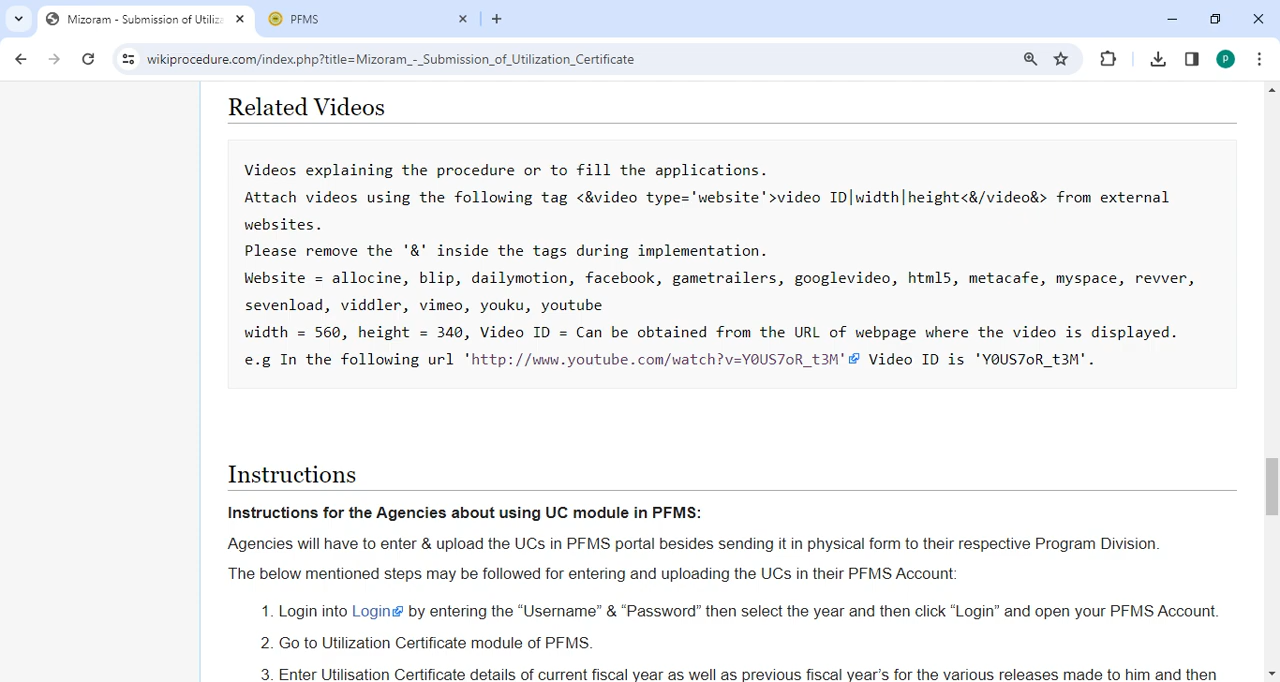 Mizoram - Submission of Utiliz
PFMS
wikiprocedure.com/index.php?title=Mizoram_-_Submission_of_Utilization_Certificate
P
Related Videos
Videos explaining the procedure or to fill the applications.
Attach videos using the following tag <&video type='website'>video ID|width|height<&/video&> from external
websites.
Please remove the '&' inside the tags during implementation.
Website = allocine, blip, dailymotion, facebook, gametrailers, googlevideo, html5, metacafe, myspace, revver,
sevenload, viddler, vimeo, youku, youtube
width = 560, height = 340, Video ID = Can be obtained from the URL of webpage where the video is displayed.
e.g In the following url 'http://www.youtube.com/watch?v=Y0US7oR_t3M' Video ID is 'Y0US7oR_t3M'.
Instructions
Instructions for the Agencies about using UC module in PFMS:
Agencies will have to enter & upload the UCs in PFMS portal besides sending it in physical form to their respective Program Division.
The below mentioned steps may be followed for entering and uploading the UCs in their PFMS Account:
1. Login into Login by entering the “Username” & “Password” then select the year and then click “Login” and open your PFMS Account.
2. Go to Utilization Certificate module of PFMS.
3. Enter Utilisation Certificate details of current fiscal year as well as previous fiscal year’s for the various releases made to him and then